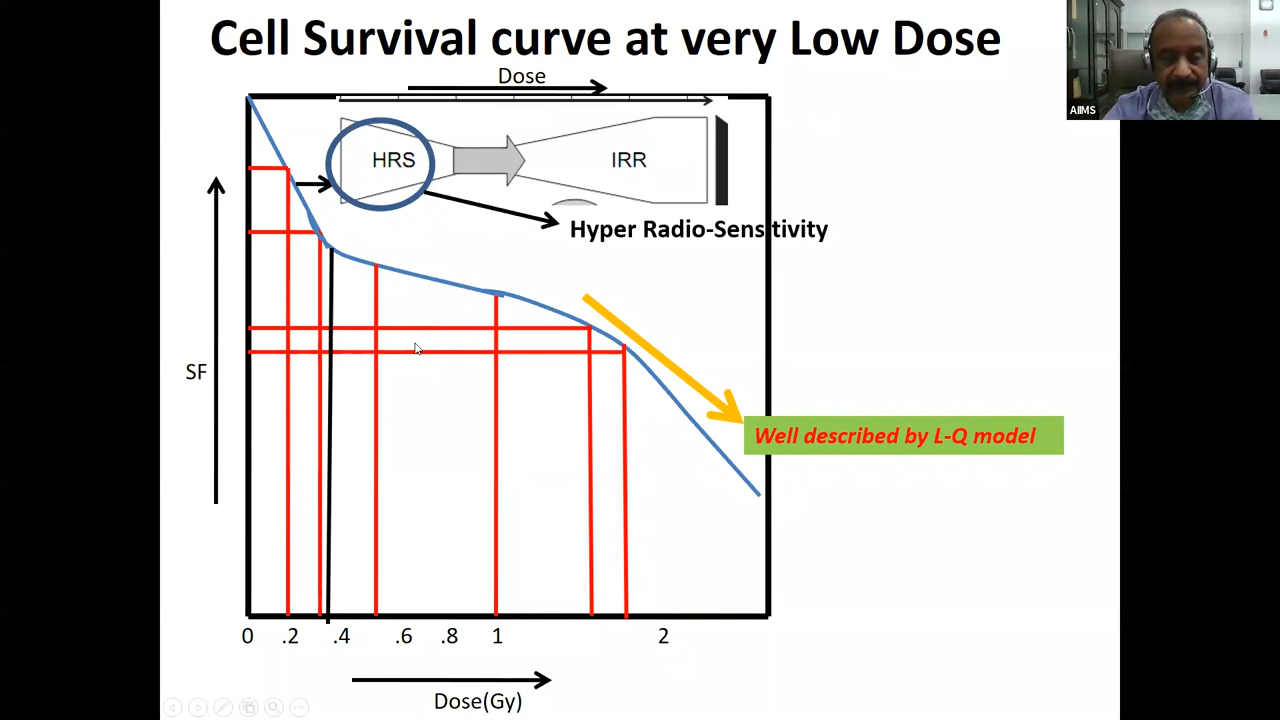 Cell Survival curve at very Low Dose
Dose
AIIMS
HRS
IRR
Hyper Radio-Sensitivity
SF
Well described by L-Q model
0 .2 .4 .6 .8 1 2
Dose(Gy)